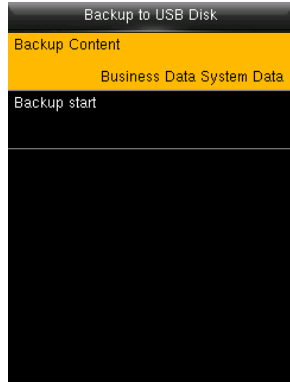 Backup to USB Disk
Backup Content
Business Data System Data
Backup start